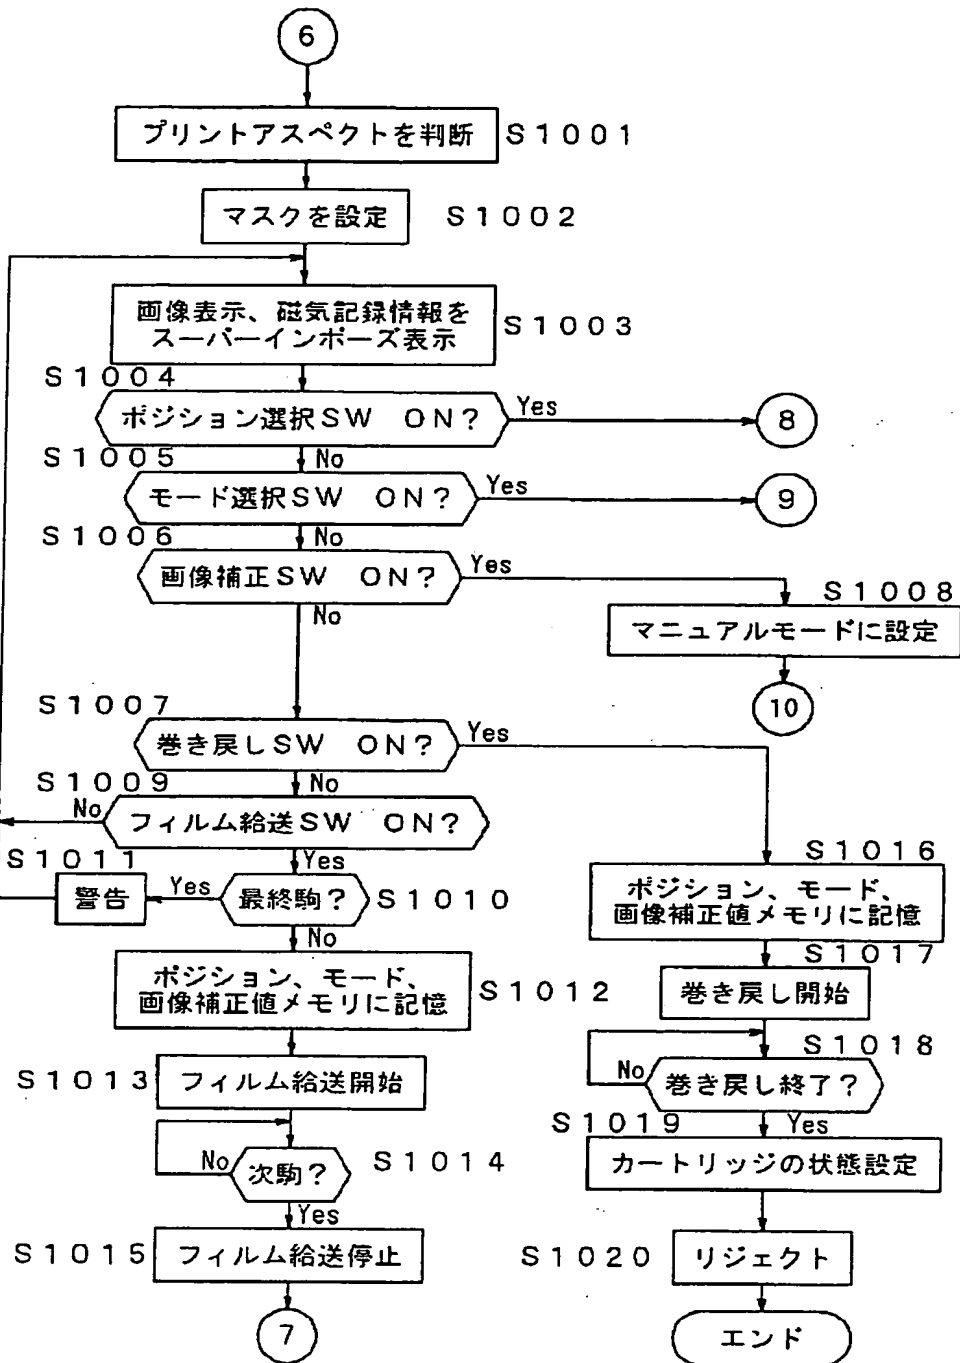 6
プリントアスペクトを判断 S1001
マスクを設定 S1002
画像表示、磁気記録情報を
スーパーインポーズ表示
S1003
S1004
ポジション選択SW ON?
Yes
8
S1005
No
モード選択SW ON?
Yes
9
S1006
No
画像補正SW ON?
Yes
No
S1008
マニュアルモードに設定
10
S1007
巻き戻しSW ON?
Yes
S1009
No
フィルム給送SW ON?
No
Yes
S1011
警告
Yes
最終駒? S1010
No
ポジション、モード、
画像補正値メモリに記憶
S1012
S1013 フィルム給送開始
No
次駒? S1014
Yes
S1015 フィルム給送停止
7
S1016
ポジション、モード、
画像補正値メモリに記憶
S1017
巻き戻し開始
S1018
No
巻き戻し終了?
S1019
Yes
カートリッジの状態設定
S1020 リジェクト
エンド